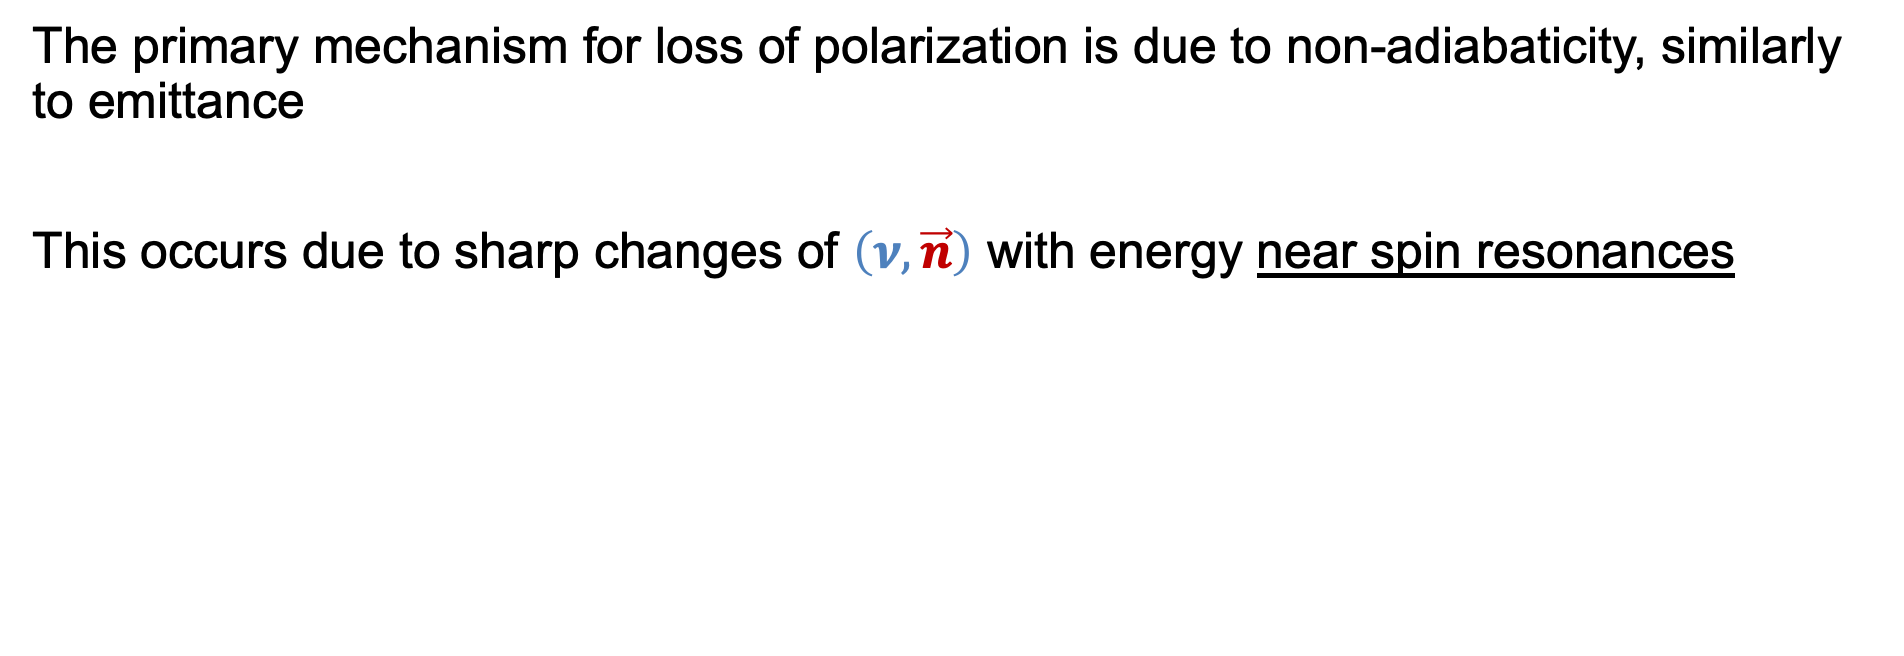 The primary mechanism for loss of polarization is due to non-adiabaticity, similarly
to emittance
This occurs due to sharp changes of (ν, n⃗) with energy near spin resonances